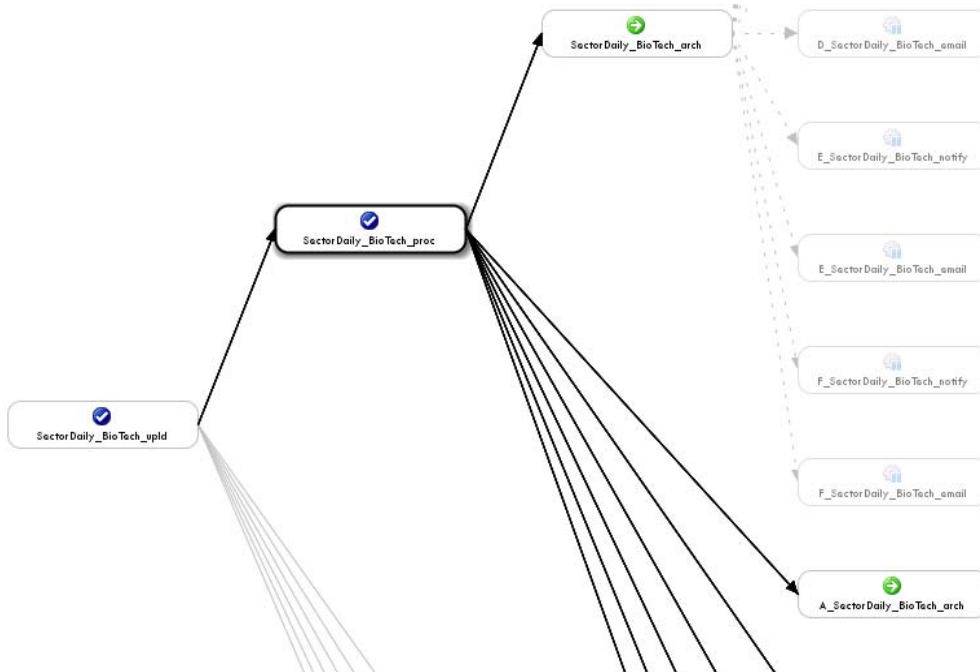 SectorDaily_BioTech_arch
D_SectorDaily_BioTech_email
E_SectorDaily_BioTech_notify
SectorDaily_BioTech_proc
E_SectorDaily_BioTech_email
F_SectorDaily_BioTech_notify
SectorDaily_BioTech_upld
F_SectorDaily_BioTech_email
A_SectorDaily_BioTech_arch